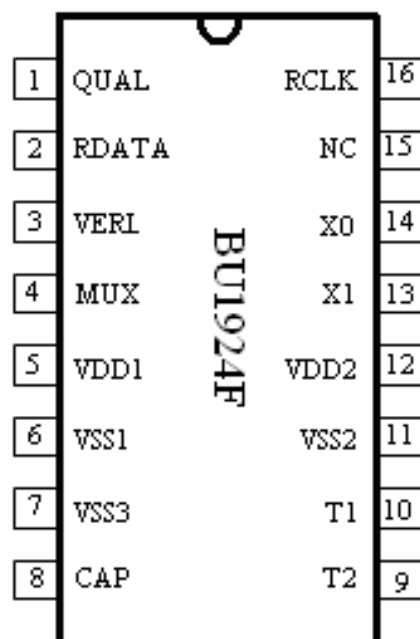 1 QUAL RCLK 16
2 RDATA NC 15
3 VERL X0 14
4 MUX X1 13
5 VDD1 VDD2 12
6 VSS1 VSS2 11
7 VSS3 T1 10
8 CAP T2 9
BU1924F